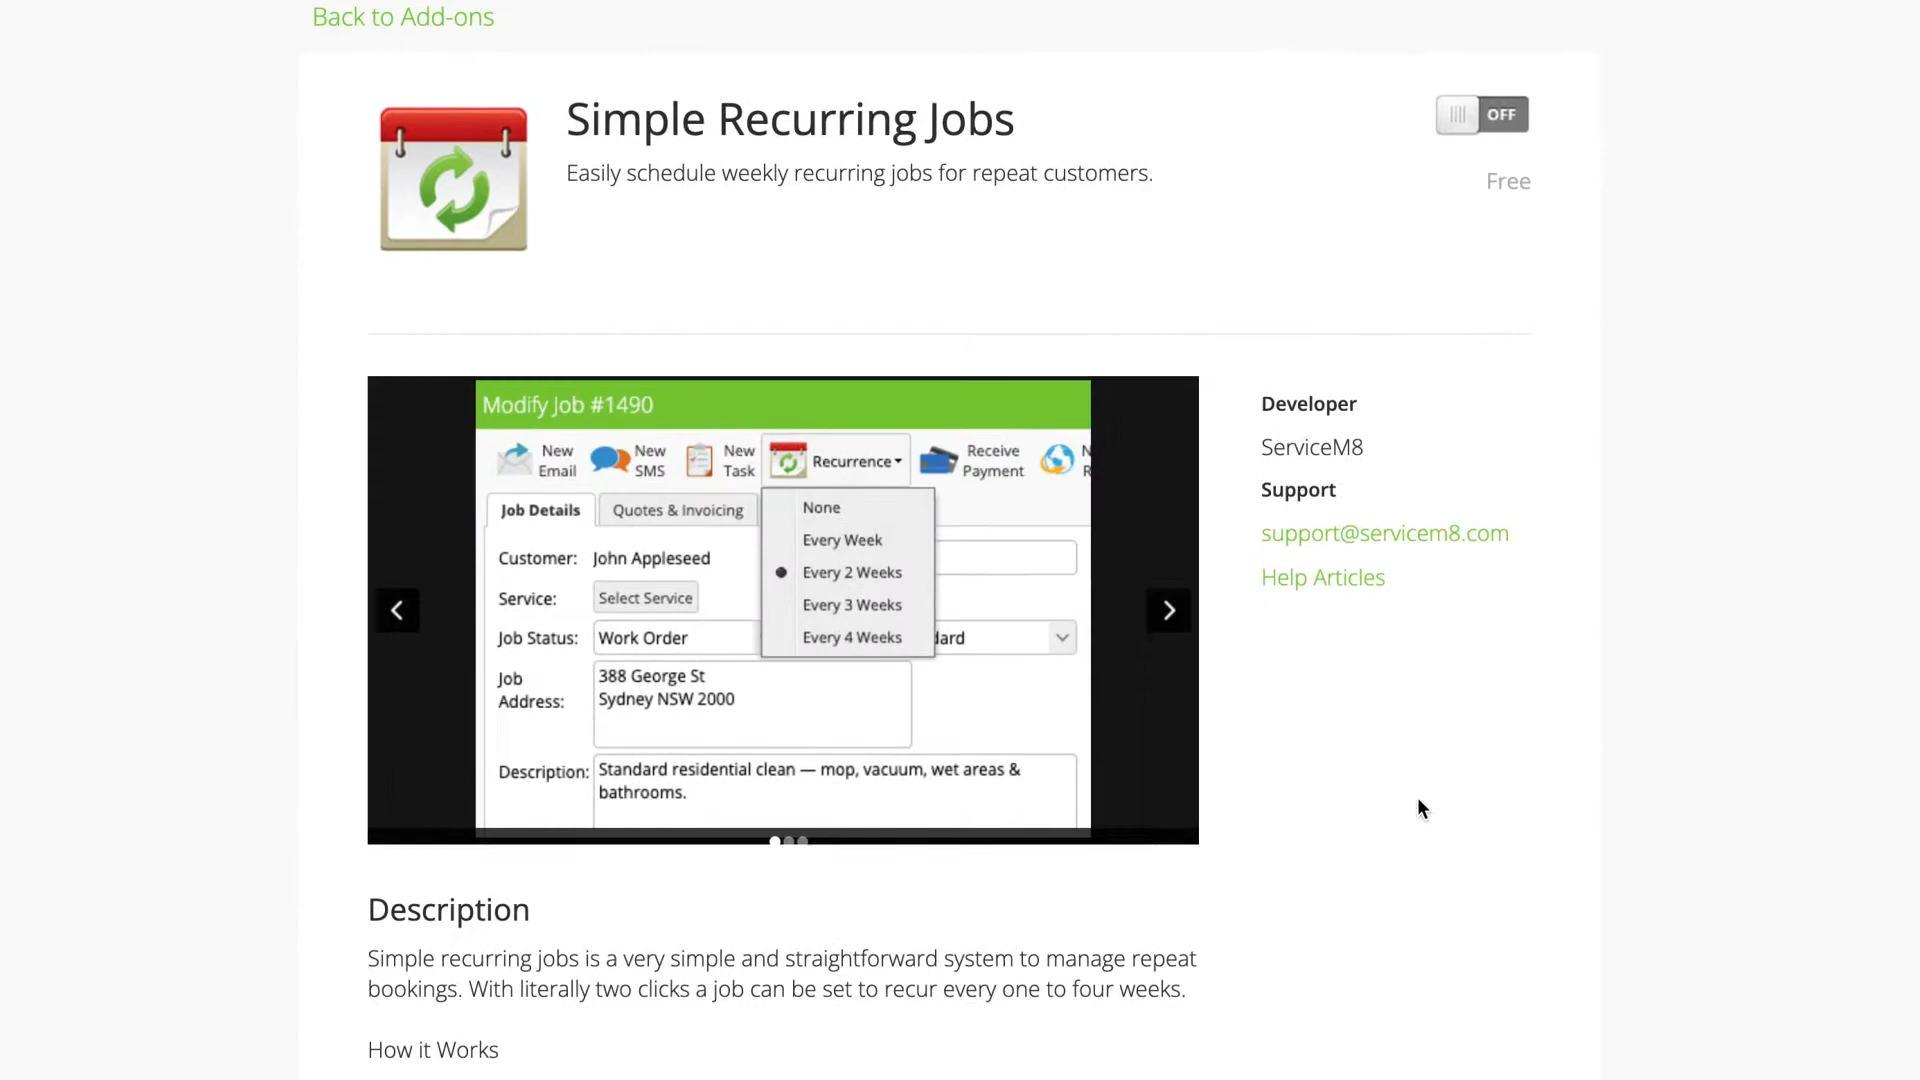 Back to Add-ons
Simple Recurring Jobs
OFF
Easily schedule weekly recurring jobs for repeat customers.
Free
Modify Job #1490
New Email
New SMS
New Task
Recurrence
Receive Payment
N
R
Job Details
Quotes & Invoicing
None
Every Week
Every 2 Weeks
Every 3 Weeks
Every 4 Weeks
Customer: John Appleseed
Service: Select Service
Job Status: Work Order
dard
Job Address:
388 George St
Sydney NSW 2000
Description: Standard residential clean — mop, vacuum, wet areas &
bathrooms.
Developer
ServiceM8
Support
support@servicem8.com
Help Articles
Description
Simple recurring jobs is a very simple and straightforward system to manage repeat
bookings. With literally two clicks a job can be set to recur every one to four weeks.
How it Works